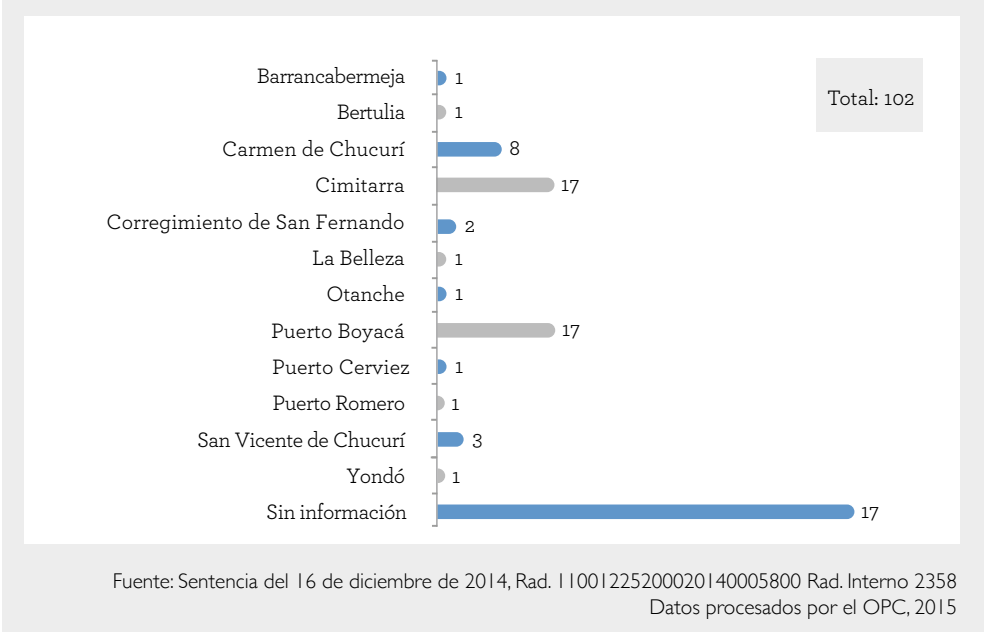 Barrancabermeja 1
Total: 102
Bertulia 1
Carmen de Chucurí 8
Cimitarra 17
Corregimiento de San Fernando 2
La Belleza 1
Otanche 1
Puerto Boyacá 17
Puerto Cerviez 1
Puerto Romero 1
San Vicente de Chucurí 3
Yondó 1
Sin información 17
Fuente: Sentencia del 16 de diciembre de 2014, Rad. 11001225200020140005800 Rad. Interno 2358
Datos procesados por el OPC, 2015